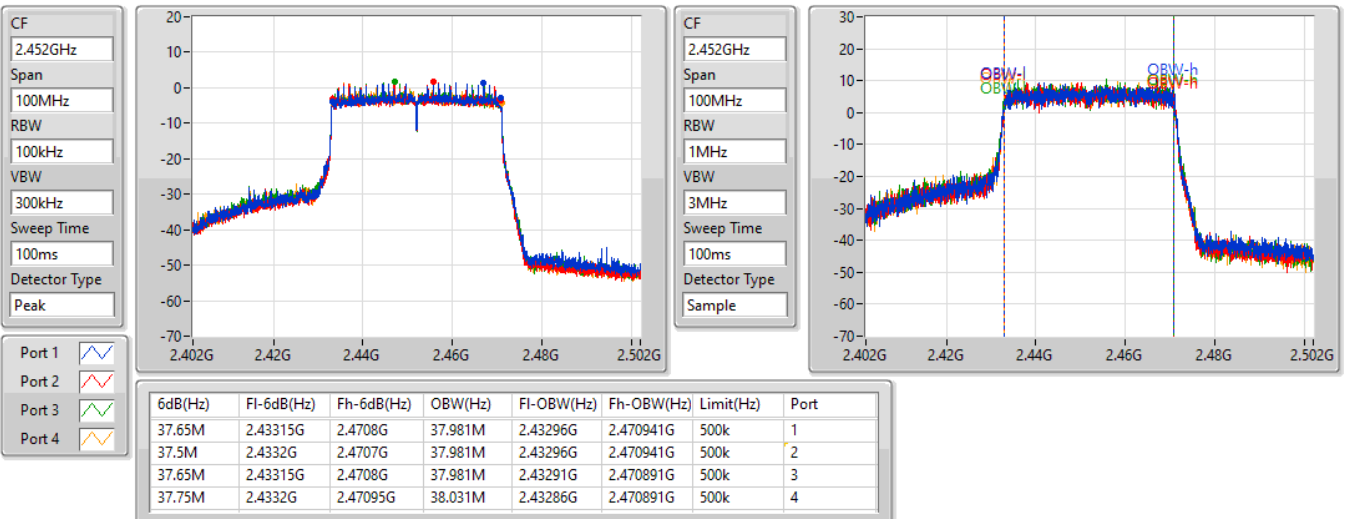 CF
2.452GHz
Span
100MHz
RBW
100kHz
VBW
300kHz
Sweep Time
100ms
Detector Type
Peak
20
10
0
-10
-20
-30
-40
-50
-60
-70
2.402G 2.42G 2.44G 2.46G 2.48G 2.502G
CF
2.452GHz
Span
100MHz
RBW
1MHz
VBW
3MHz
Sweep Time
100ms
Detector Type
Sample
30
20
10
0
-10
-20
-30
-40
-50
-60
-70
OBW-l OBW-h
OBW-l OBW-h
2.402G 2.42G 2.44G 2.46G 2.48G 2.502G
Port 1
Port 2
Port 3
Port 4
6dB(Hz) Fl-6dB(Hz) Fh-6dB(Hz) OBW(Hz) Fl-OBW(Hz) Fh-OBW(Hz) Limit(Hz) Port
37.65M 2.43315G 2.4708G 37.981M 2.43296G 2.470941G 500k 1
37.5M 2.4332G 2.4707G 37.981M 2.43296G 2.470941G 500k 2
37.65M 2.43315G 2.4708G 37.981M 2.43291G 2.470891G 500k 3
37.75M 2.4332G 2.47095G 38.031M 2.43286G 2.470891G 500k 4